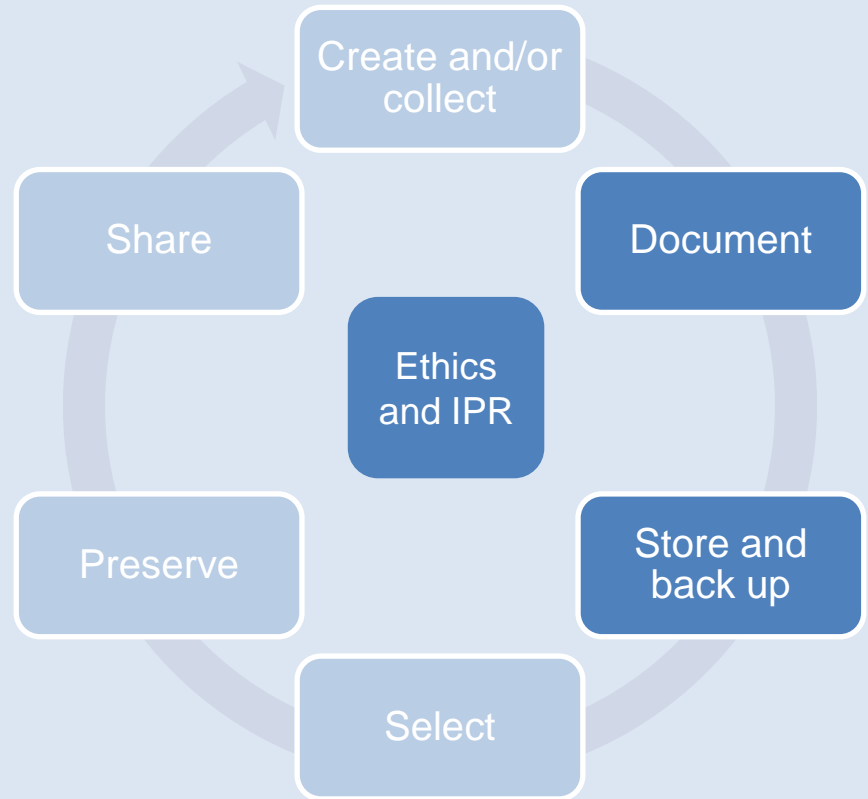 Create and/or
collect
Share
Document
Ethics
and IPR
Preserve
Store and
back up
Select